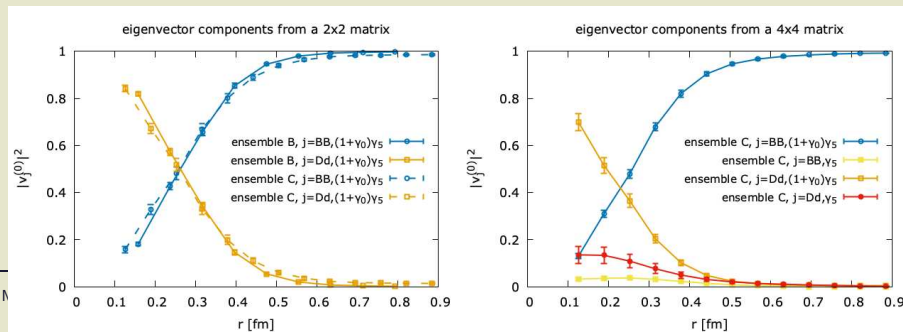 eigenvector components from a 2x2 matrix
1
0.8
0.6
0.4
0.2
0
|vⱼ⁽⁰⁾|²
ensemble B, j=BB,(1+γ₀)γ₅
ensemble B, j=Dd,(1+γ₀)γ₅
ensemble C, j=BB,(1+γ₀)γ₅
ensemble C, j=Dd,(1+γ₀)γ₅
0 0.1 0.2 0.3 0.4 0.5 0.6 0.7 0.8 0.9
r [fm]
eigenvector components from a 4x4 matrix
1
0.8
0.6
0.4
0.2
0
|vⱼ⁽⁰⁾|²
ensemble C, j=BB,(1+γ₀)γ₅
ensemble C, j=BB,γ₅
ensemble C, j=Dd,(1+γ₀)γ₅
ensemble C, j=Dd,γ₅
0 0.1 0.2 0.3 0.4 0.5 0.6 0.7 0.8 0.9
r [fm]